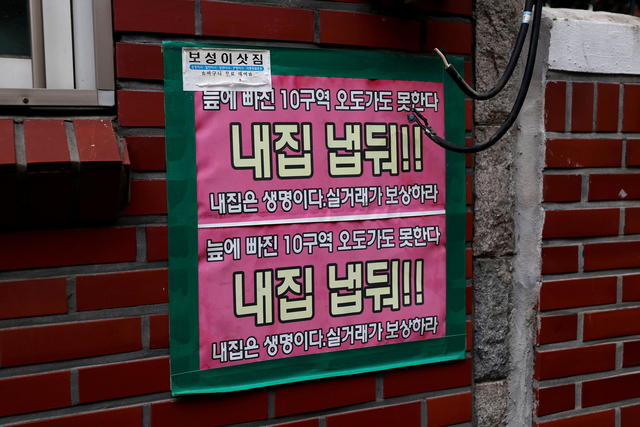 보성이삿짐
늪에 빠진 10구역 오도가도 못한다
내집 냅둬!!
내집은 생명이다.실거래가 보상하라
늪에 빠진 10구역 오도가도 못한다
내집 냅둬!!
내집은 생명이다.실거래가 보상하라